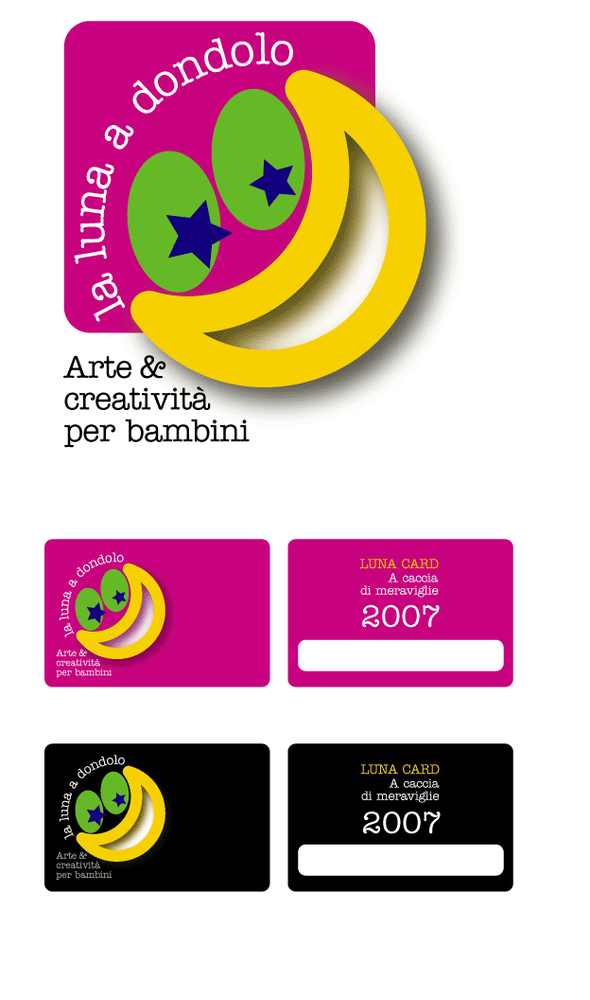 la luna a dondolo
Arte &
creatività
per bambini
la luna a dondolo
Arte &
creatività
per bambini
LUNA CARD
A caccia
di meraviglie
2007
la luna a dondolo
Arte &
creatività
per bambini
LUNA CARD
A caccia
di meraviglie
2007